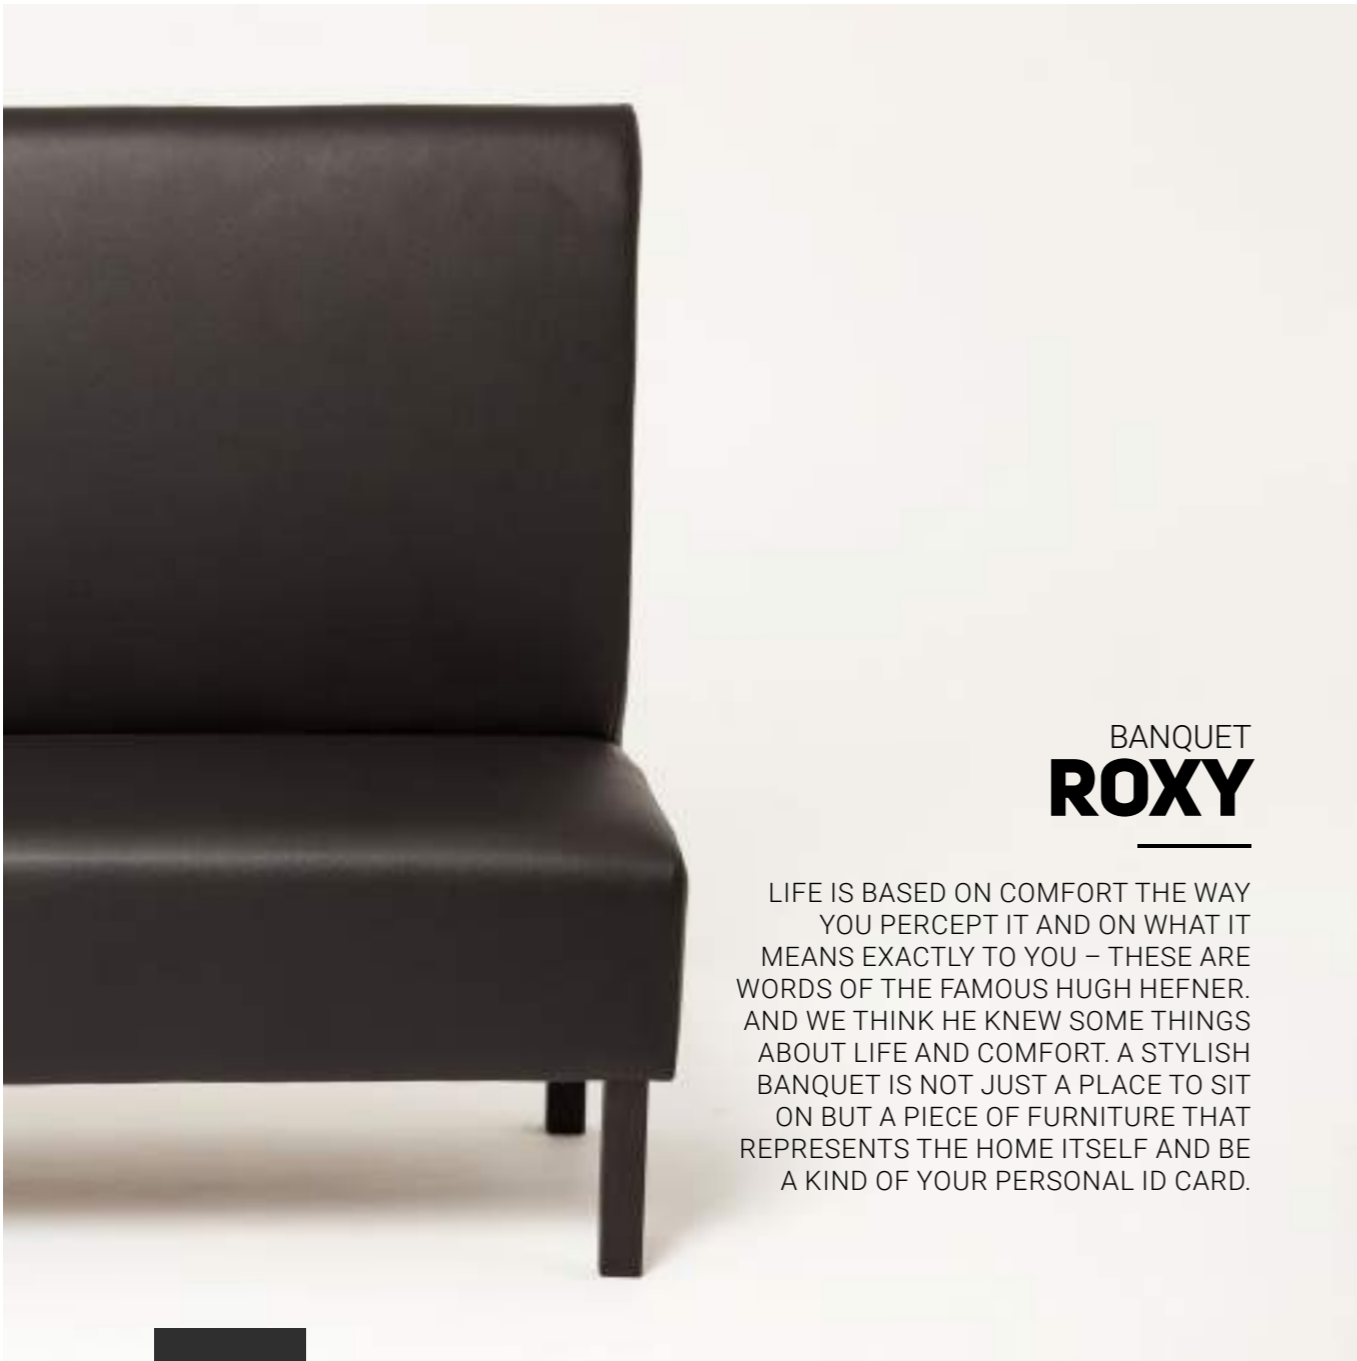 BANQUET
ROXY
LIFE IS BASED ON COMFORT THE WAY
YOU PERCEPT IT AND ON WHAT IT
MEANS EXACTLY TO YOU – THESE ARE
WORDS OF THE FAMOUS HUGH HEFNER.
AND WE THINK HE KNEW SOME THINGS
ABOUT LIFE AND COMFORT. A STYLISH
BANQUET IS NOT JUST A PLACE TO SIT
ON BUT A PIECE OF FURNITURE THAT
REPRESENTS THE HOME ITSELF AND BE
A KIND OF YOUR PERSONAL ID CARD.